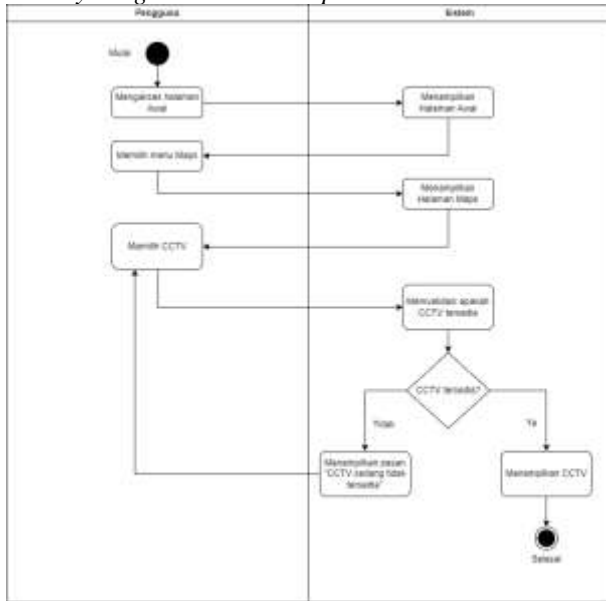 Pengguna
Sistem
Mulai
Mengakses halaman
Awal
Menampilkan
Halaman Awal
Memilih menu Maps
Menampilkan
Halaman Maps
Memilih CCTV
Memvalidasi apakah
CCTV tersedia
CCTV tersedia?
Tidak
Ya
Menampilkan pesan
"CCTV sedang tidak
tersedia"
Menampilkan CCTV
Selesai